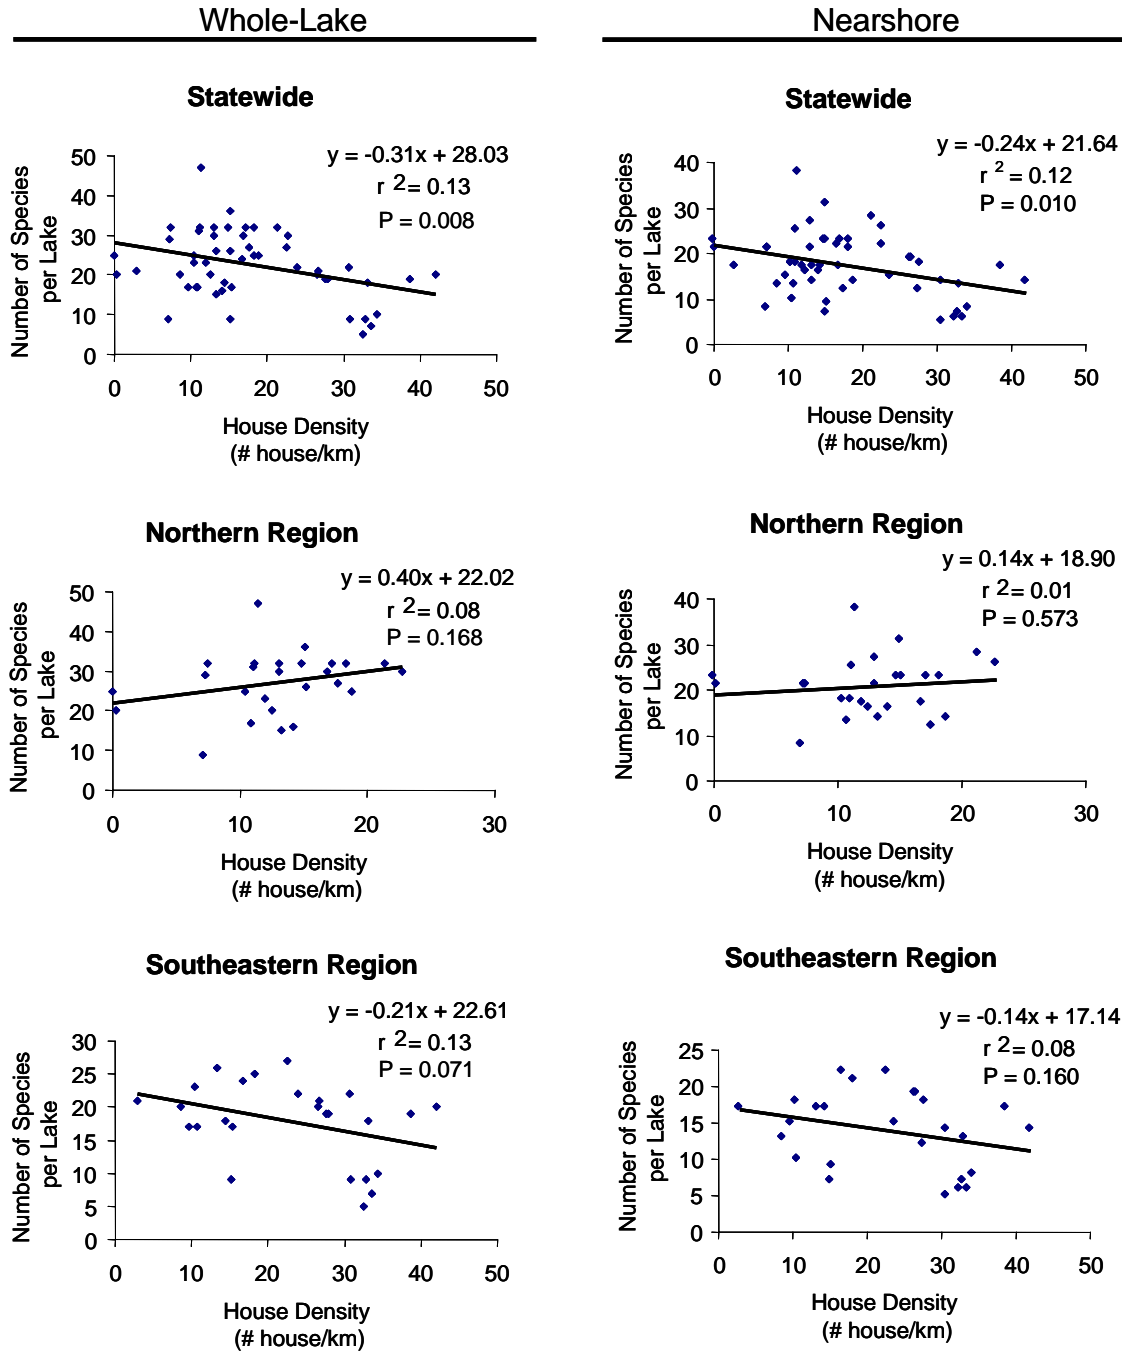 Whole-Lake
Nearshore
Statewide
y = -0.31x + 28.03
r 2 = 0.13
P = 0.008
Number of Species
per Lake
50
40
30
20
10
0
0 10 20 30 40 50
House Density
(# house/km)
Statewide
y = -0.24x + 21.64
r 2 = 0.12
P = 0.010
Number of Species
per Lake
40
30
20
10
0
0 10 20 30 40 50
House Density
(# house/km)
Northern Region
y = 0.40x + 22.02
r 2 = 0.08
P = 0.168
Number of Species
per Lake
50
40
30
20
10
0
0 10 20 30
House Density
(# house/km)
Northern Region
y = 0.14x + 18.90
r 2 = 0.01
P = 0.573
Number of Species
per Lake
40
30
20
10
0
0 10 20 30
House Density
(# house/km)
Southeastern Region
y = -0.21x + 22.61
r 2 = 0.13
P = 0.071
Number of Species
per Lake
30
25
20
15
10
5
0
0 10 20 30 40 50
House Density
(# house/km)
Southeastern Region
y = -0.14x + 17.14
r 2 = 0.08
P = 0.160
Number of Species
per Lake
25
20
15
10
5
0
0 10 20 30 40 50
House Density
(# house/km)